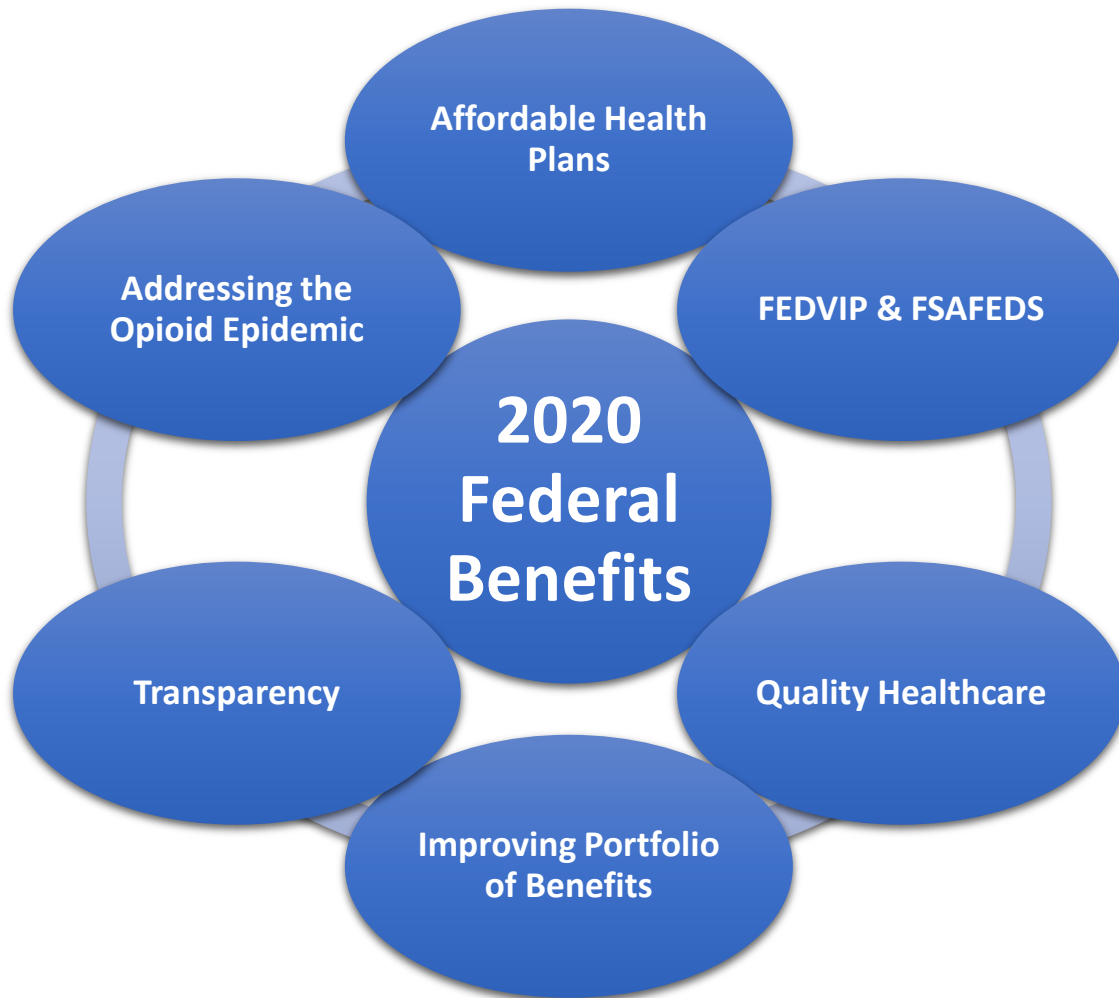 Affordable Health
Plans
FEDVIP & FSAFEDS
Quality Healthcare
Improving Portfolio
of Benefits
Transparency
Addressing the
Opioid Epidemic
2020
Federal
Benefits